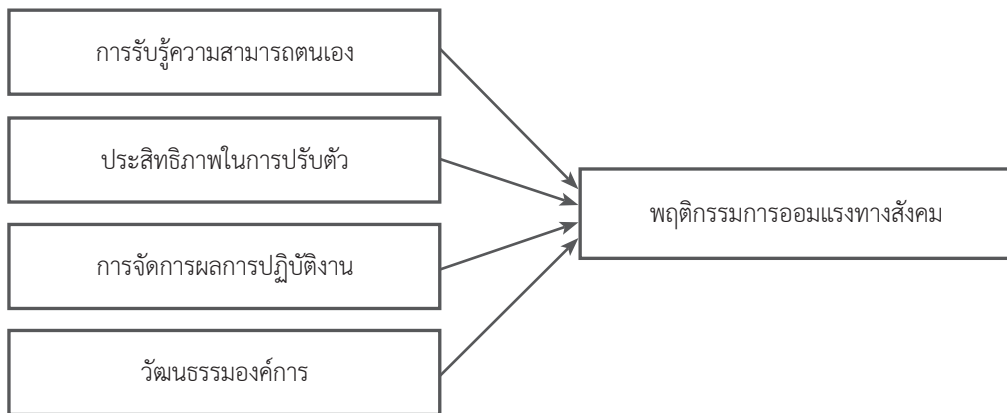 การรับรู้ความสามารถตนเอง
ประสิทธิภาพในการปรับตัว
พฤติกรรมการออมแรงทางสังคม
การจัดการผลการปฏิบัติงาน
วัฒนธรรมองค์การ